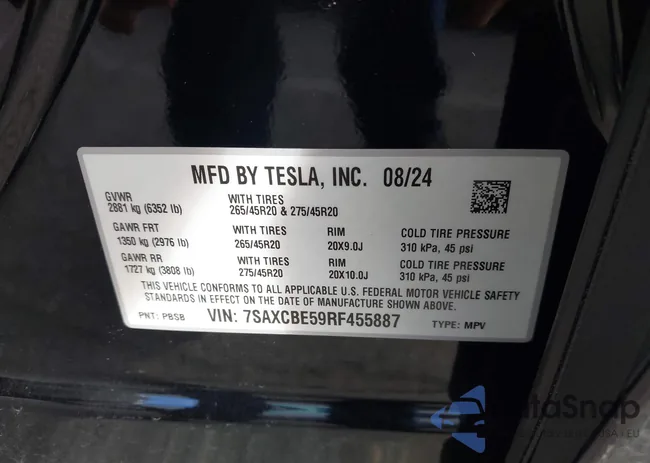 MFD BY TESLA, INC. 08/24
GVWR
2881 kg (6352 lb)
WITH TIRES
265/45R20 & 275/45R20
GAWR FRT
1350 kg (2976 lb)
WITH TIRES
265/45R20
RIM
20X9.0J
COLD TIRE PRESSURE
310 kPa, 45 psi
GAWR RR
1727 kg (3808 lb)
WITH TIRES
275/45R20
RIM
20X10.0J
COLD TIRE PRESSURE
310 kPa, 45 psi
THIS VEHICLE CONFORMS TO ALL APPLICABLE U.S. FEDERAL MOTOR VEHICLE SAFETY
STANDARDS IN EFFECT ON THE DATE OF MANUFACTURE SHOWN ABOVE.
PNT: PBSB VIN: 7SAXCBE59RF455887 TYPE: MPV